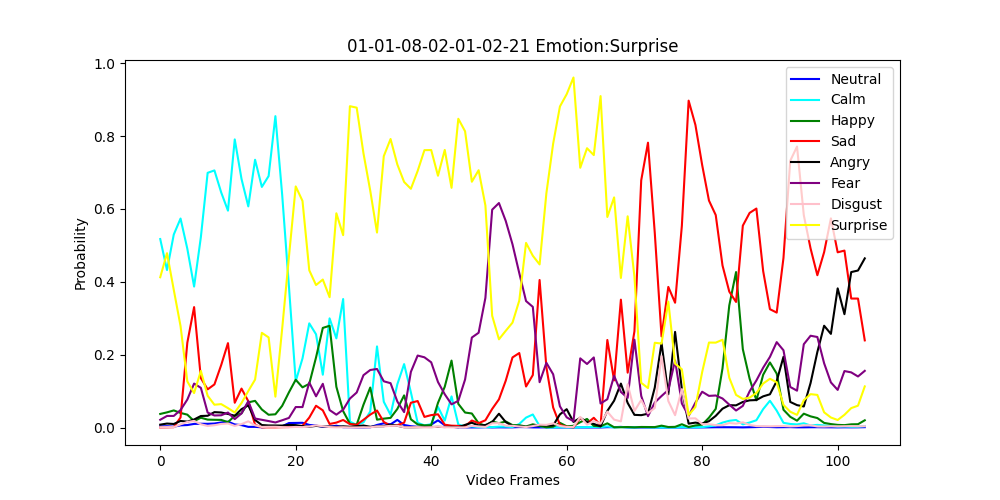 01-01-08-02-01-02-21 Emotion:Surprise
1.0
0.8
0.6
0.4
0.2
0.0
Probability
0 20 40 60 80 100
Video Frames
Neutral
Calm
Happy
Sad
Angry
Fear
Disgust
Surprise